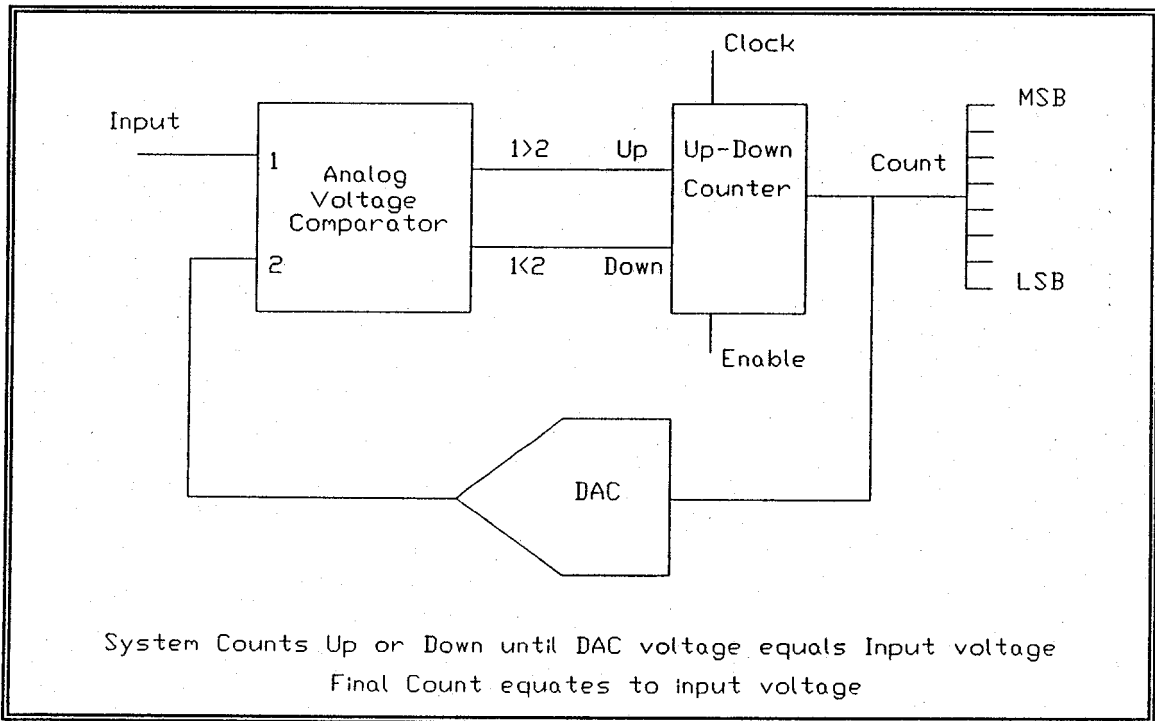 Clock
MSB
Input
1
1>2
Up
Up-Down
Counter
Count
Analog
Voltage
Comparator
2
1<2
Down
LSB
Enable
DAC
System Counts Up or Down until DAC voltage equals Input voltage
Final Count equates to input voltage